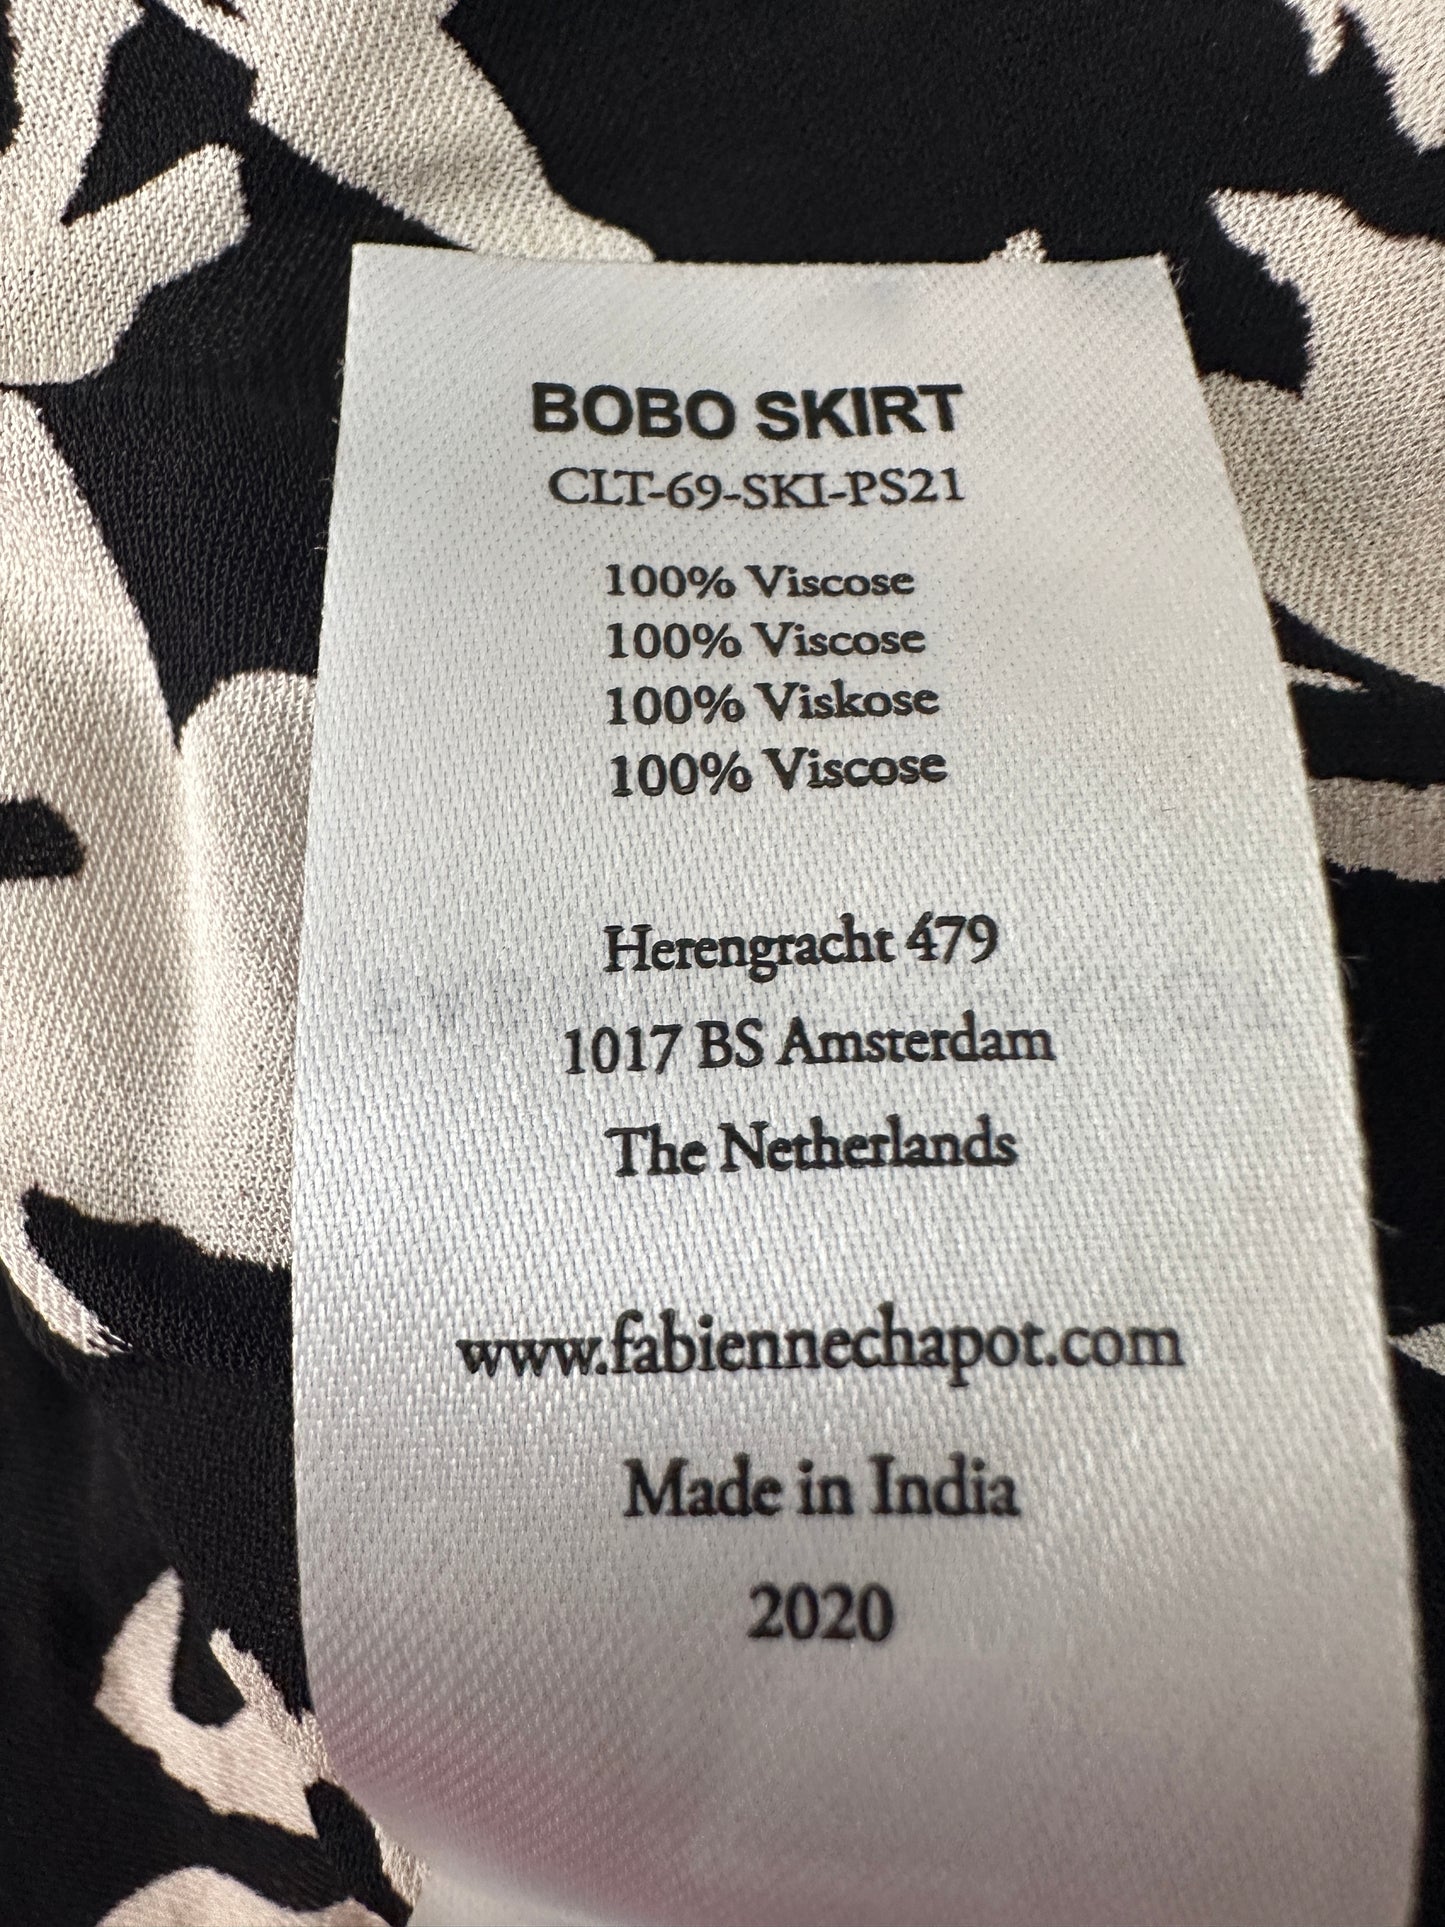 BOBO SKIRT
CLT-69-SKI-PS21
100% Viscose
100% Viscose
100% Viskose
100% Viscose
Herengracht 479
1017 BS Amsterdam
The Netherlands
www.fabiennechapot.com
Made in India
2020